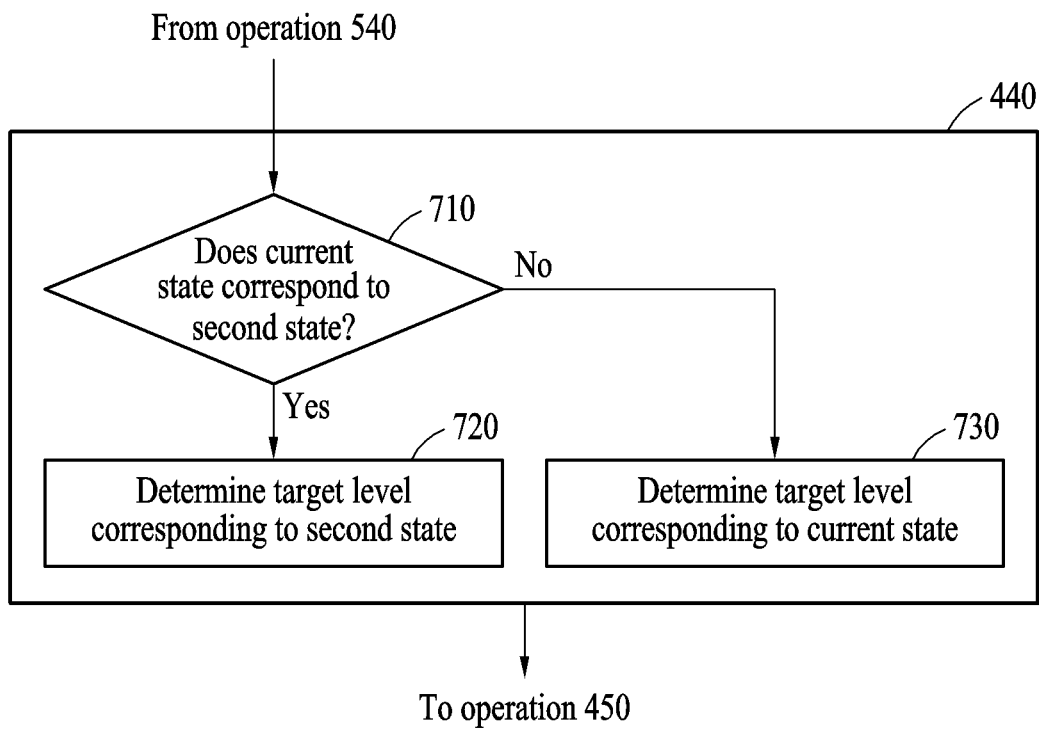 From operation 540
440
710
Does current
state correspond to
second state?
No
Yes
720
730
Determine target level
corresponding to second state
Determine target level
corresponding to current state
To operation 450